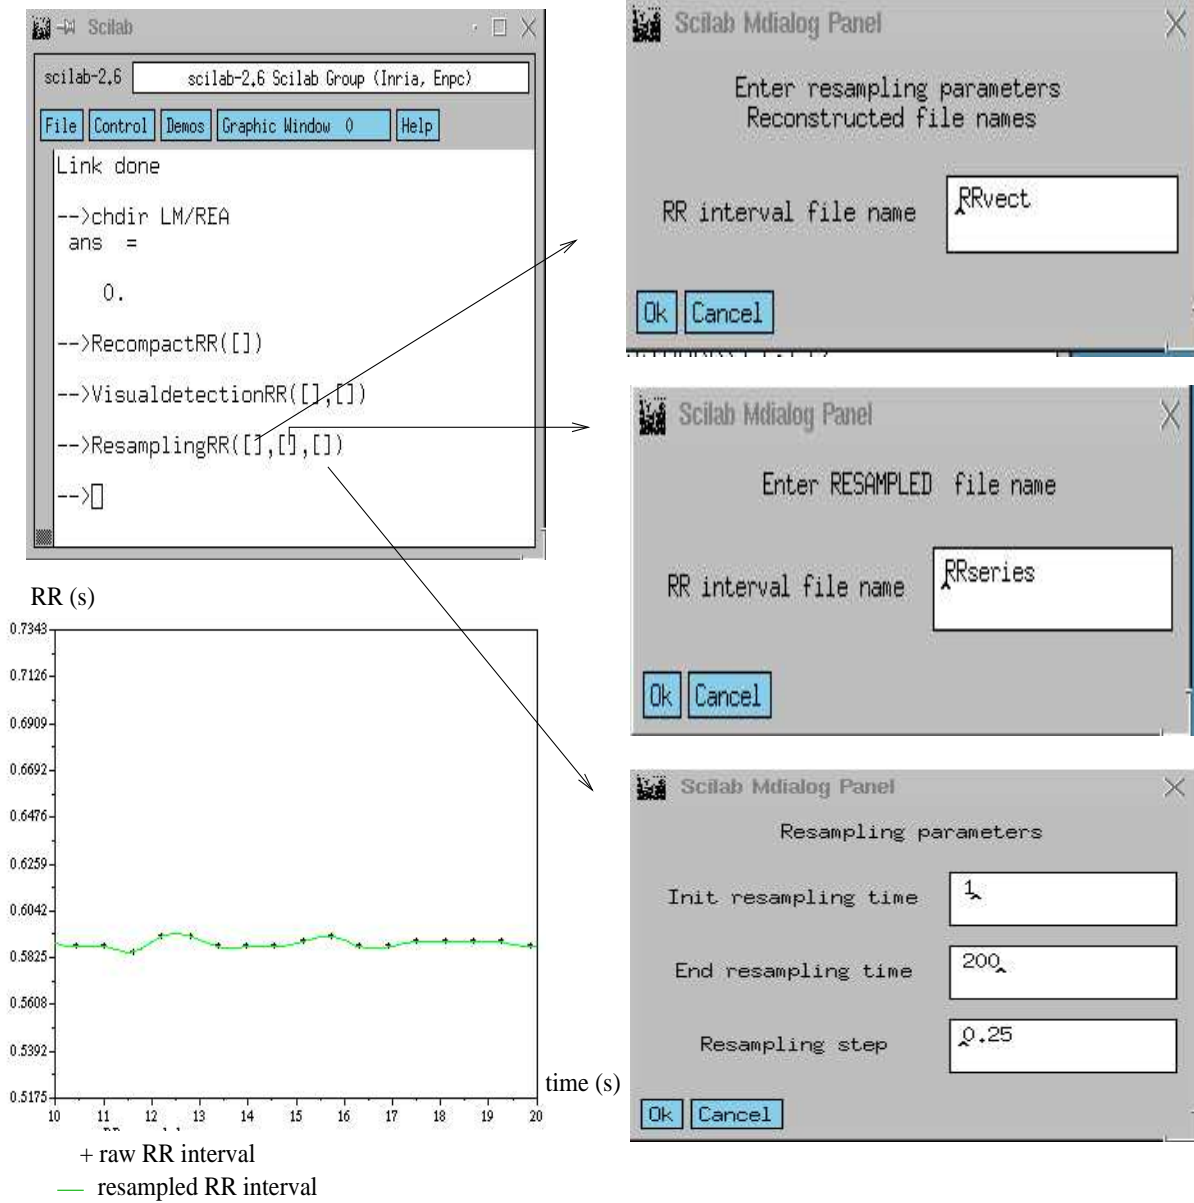 Scilab
scilab-2.6
scilab-2.6 Scilab Group (Inria, Enpc)
File Control Demos Graphic Window 0 Help
Link done
-->chdir LM/REA
ans =
0.
-->RecompactRR([])
-->VisualdetectionRR([],[])
-->ResamplingRR([],[],[])
-->
Scilab Mdialog Panel
Enter resampling parameters
Reconstructed file names
RR interval file name RRvect
Ok Cancel
Scilab Mdialog Panel
Enter RESAMPLED file name
RR interval file name RRseries
Ok Cancel
Scilab Mdialog Panel
Resampling parameters
Init resampling time 1
End resampling time 200
Resampling step 0.25
Ok Cancel
RR (s)
0.7343
0.7126
0.6909
0.6692
0.6476
0.6259
0.6042
0.5825
0.5608
0.5392
0.5175
10 11 12 13 14 15 16 17 18 19 20
time (s)
+ raw RR interval
resampled RR interval